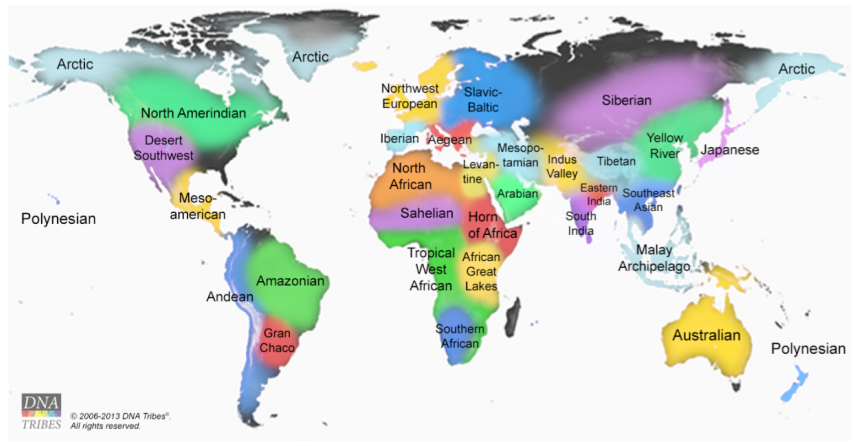 Arctic
Arctic
Arctic
North Amerindian
Desert
Southwest
Meso-
american
Polynesian
Andean
Amazonian
Gran
Chaco
Northwest
European
Slavic-
Baltic
Iberian
Aegean
Mesopo-
tamian
Levan-
tine
North
African
Arabian
Sahelian
Horn
of Africa
Tropical
West
African
African
Great
Lakes
Southern
African
Siberian
Yellow
River
Japanese
Indus
Valley
Tibetan
Eastern
India
South
India
Southeast
Asian
Malay
Archipelago
Australian
Polynesian
DNA
TRIBES
© 2006-2013 DNA Tribes®.
All rights reserved.